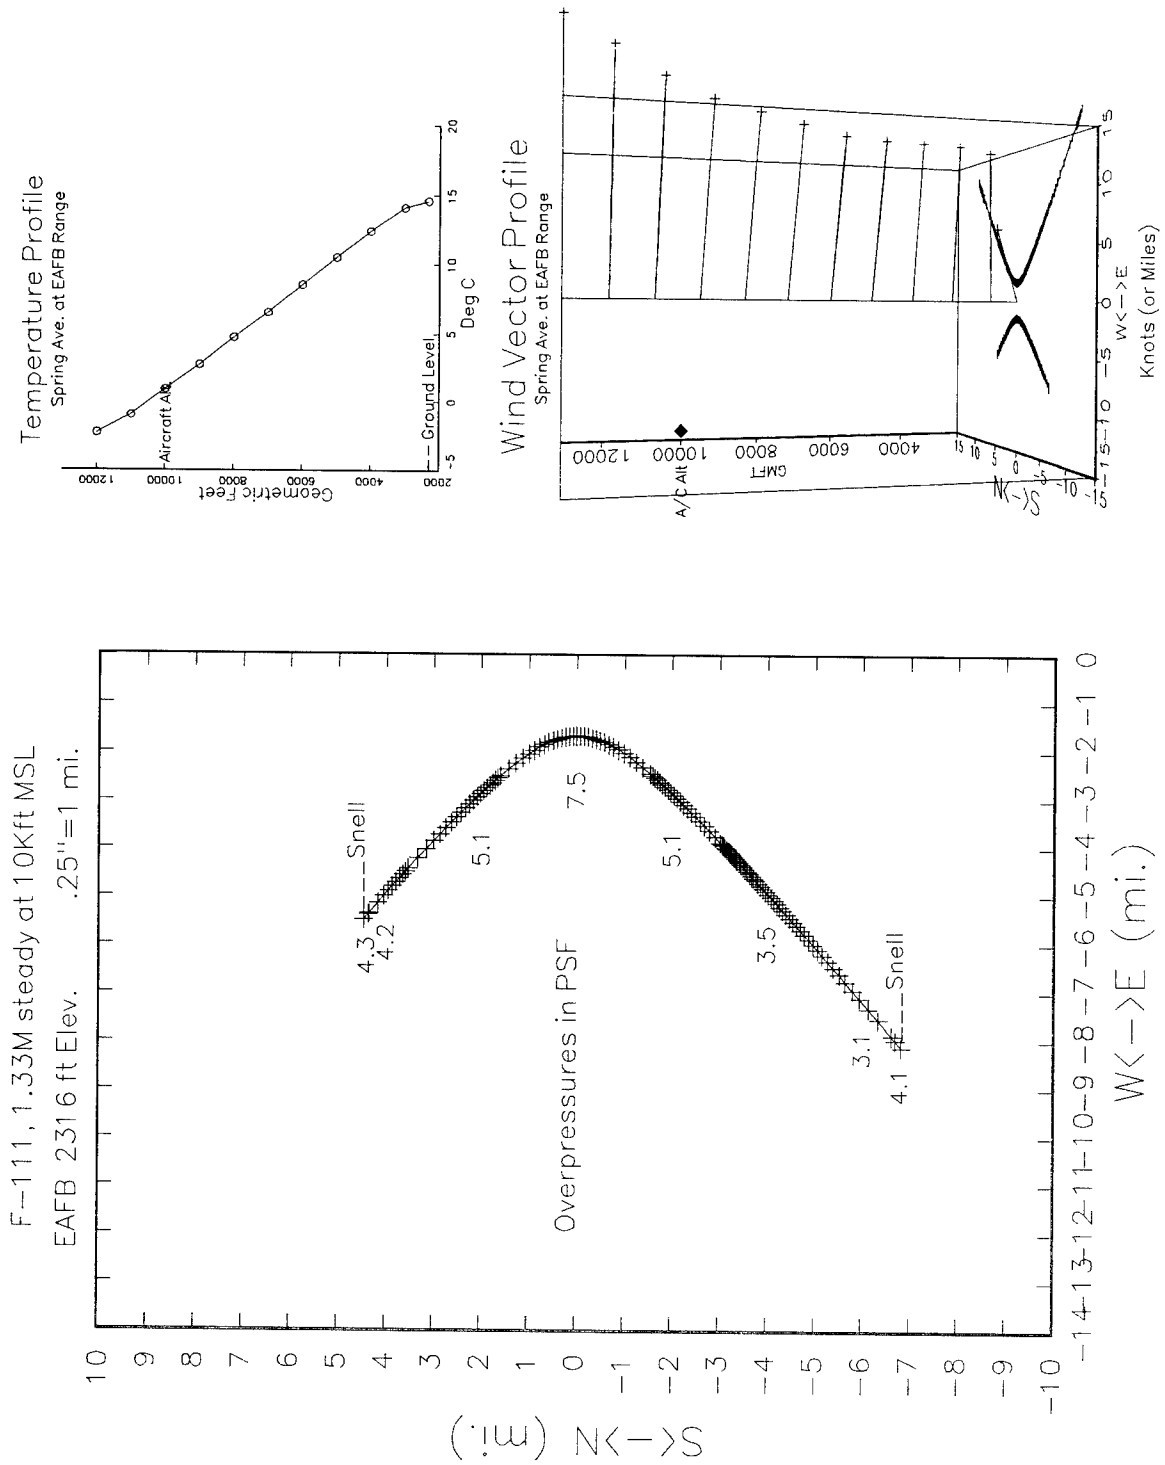 F-111, 1.33M steady at 10Kft MSL
EAFB 2316 ft Elev. .25"=1 mi.
10 9 8 7 6 5 4 3 2 1 0 -1 -2 -3 -4 -5 -6 -7 -8 -9 -10
S<->N (mi.)
-14 -13 -12 -11 -10 -9 -8 -7 -6 -5 -4 -3 -2 -1 0
W<->E (mi.)
Snell
4.3
4.2
5.1
7.5
5.1
3.5
3.1
4.1
Snell
Overpressures in PSF
Temperature Profile
Spring Ave. at EAFB Range
12000 10000 8000 6000 4000 2000
Geometric Feet
Aircraft Alt
Ground Level
-5 0 5 10 15 20
Deg C
Wind Vector Profile
Spring Ave. at EAFB Range
12000 10000 8000 6000 4000
GMFT
A/C Alt
15 10 5 0 -5 -10 -15
S<->N
-15 -10 -5 0 5 10 15
W<->E
Knots (or Miles)